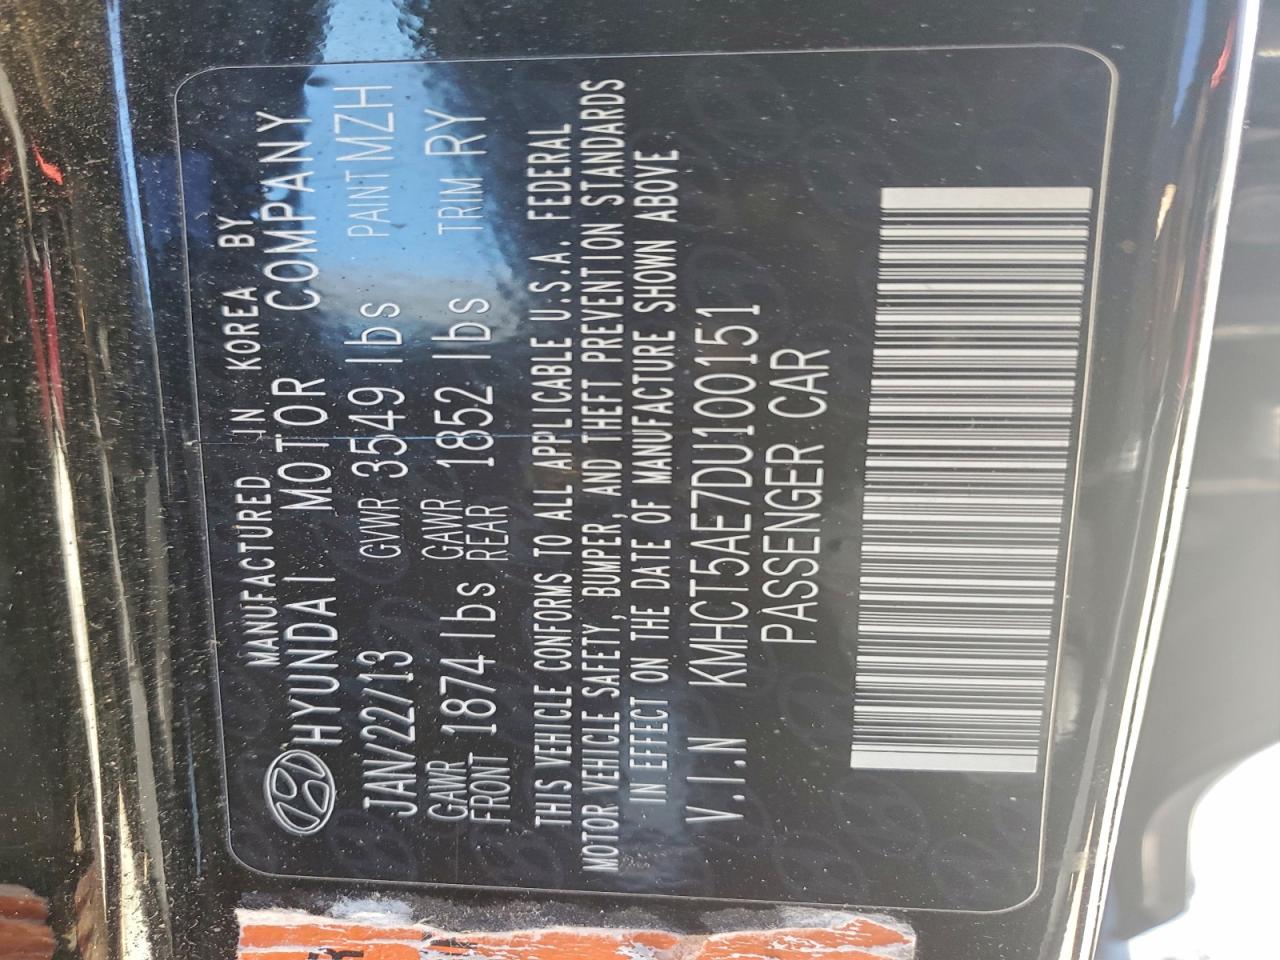 MANUFACTURED IN KOREA BY
HYUNDAI MOTOR COMPANY
JAN/22/13 GVWR 3549 lbs PAINT MZH
GAWR FRONT 1874 lbs GAWR REAR 1852 lbs TRIM RY
THIS VEHICLE CONFORMS TO ALL APPLICABLE U.S.A. FEDERAL
MOTOR VEHICLE SAFETY, BUMPER, AND THEFT PREVENTION STANDARDS
IN EFFECT ON THE DATE OF MANUFACTURE SHOWN ABOVE
V.I.N KMHCT5AE7DU100151
PASSENGER CAR